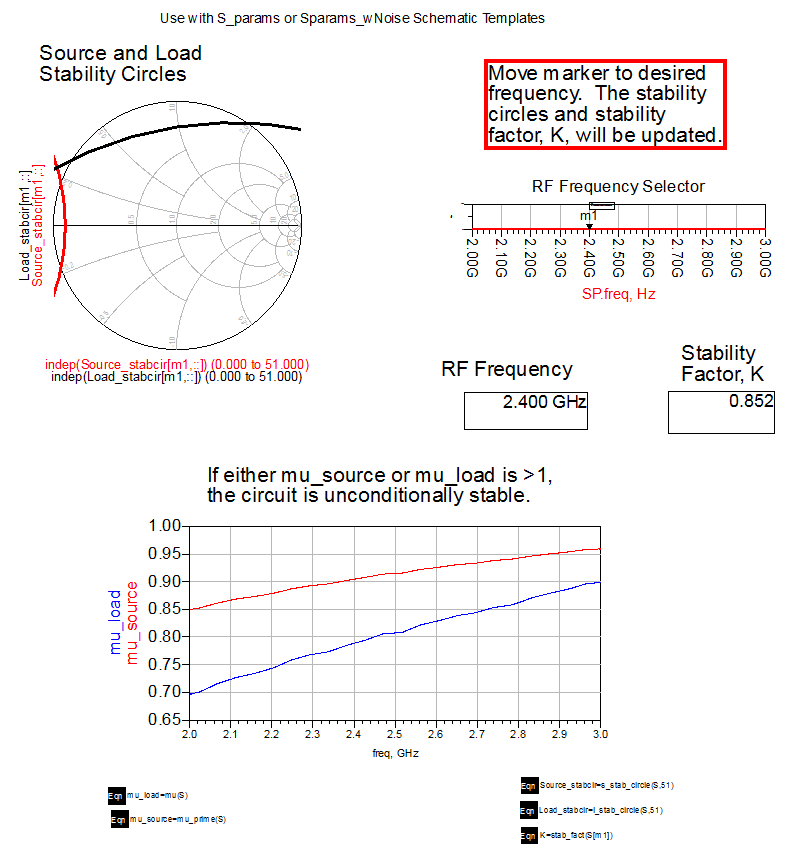 Use with S_params or Sparams_wNoise Schematic Templates
Source and Load
Stability Circles
Move marker to desired
frequency.  The stability
circles and stability
factor, K, will be updated.
Load_stabcir[m1,::]
Source_stabcir[m1,::]
indep(Source_stabcir[m1,::]) (0.000 to 51.000)
indep(Load_stabcir[m1,::]) (0.000 to 51.000)
RF Frequency Selector
m1
2.00G 2.10G 2.20G 2.30G 2.40G 2.50G 2.60G 2.70G 2.80G 2.90G 3.00G
SP.freq, Hz
RF Frequency
2.400 GHz
Stability
Factor, K
0.852
If either mu_source or mu_load is >1,
the circuit is unconditionally stable.
mu_load
mu_source
1.00
0.95
0.90
0.85
0.80
0.75
0.70
0.65
2.0 2.1 2.2 2.3 2.4 2.5 2.6 2.7 2.8 2.9 3.0
freq, GHz
Eqn mu_load=mu(S)
Eqn mu_source=mu_prime(S)
Eqn Source_stabcir=s_stab_circle(S,51)
Eqn Load_stabcir=l_stab_circle(S,51)
Eqn K=stab_fact(S[m1])